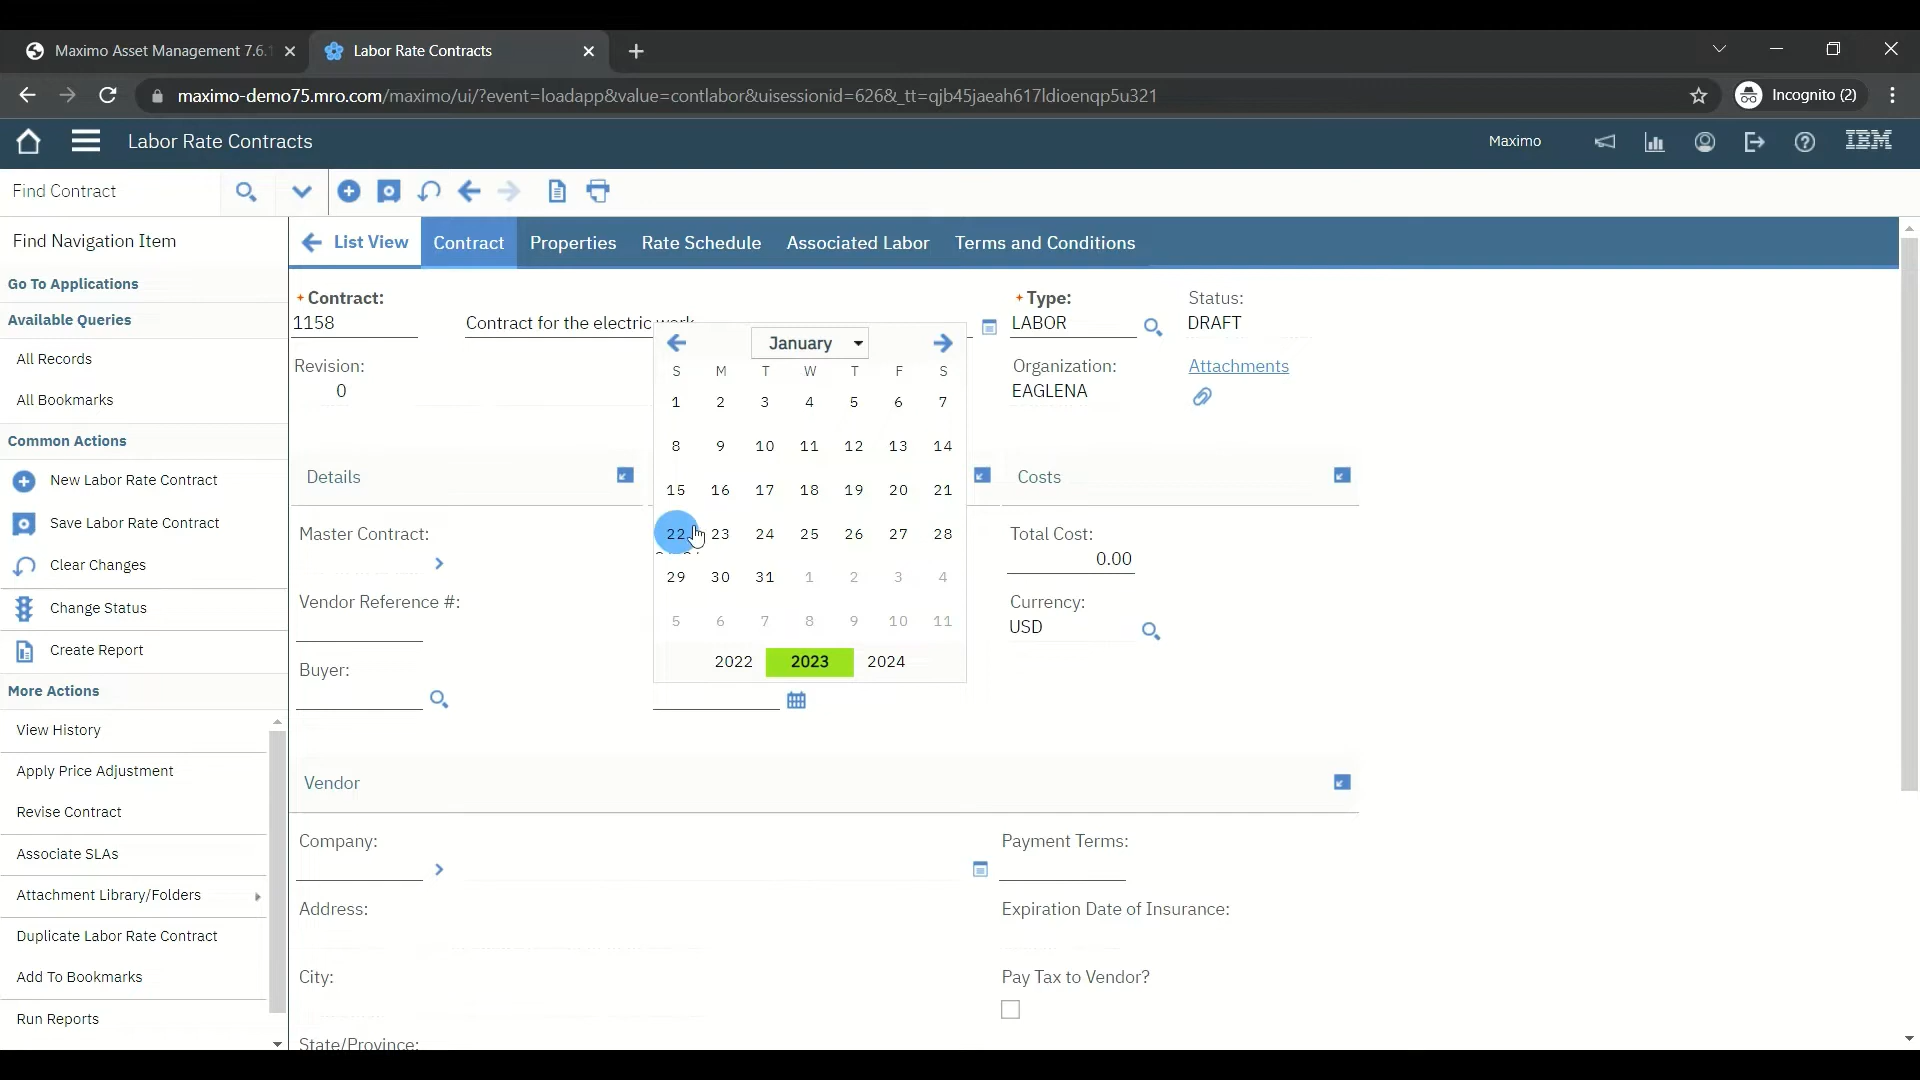 Maximo Asset Management 7.6.1
Labor Rate Contracts
maximo-demo75.mro.com/maximo/ui/?event=loadapp&value=contlabor&uisessionid=626&_tt=qjb45jaeah617ldioenqp5u321
Incognito (2)
Labor Rate Contracts
Maximo
IBM
Find Contract
Find Navigation Item
Go To Applications
Available Queries
All Records
All Bookmarks
Common Actions
New Labor Rate Contract
Save Labor Rate Contract
Clear Changes
Change Status
Create Report
More Actions
View History
Apply Price Adjustment
Revise Contract
Associate SLAs
Attachment Library/Folders
Duplicate Labor Rate Contract
Add To Bookmarks
Run Reports
List View Contract Properties Rate Schedule Associated Labor Terms and Conditions
Contract:
1158
Contract for the electric work
Type:
LABOR
Status:
DRAFT
Revision:
0
Organization:
EAGLENA
Attachments
January
S M T W T F S
1 2 3 4 5 6 7
8 9 10 11 12 13 14
15 16 17 18 19 20 21
22 23 24 25 26 27 28
29 30 31 1 2 3 4
5 6 7 8 9 10 11
2022 2023 2024
Details
Master Contract:
Vendor Reference #:
Buyer:
Costs
Total Cost:
0.00
Currency:
USD
Vendor
Company:
Address:
City:
State/Province:
Payment Terms:
Expiration Date of Insurance:
Pay Tax to Vendor?